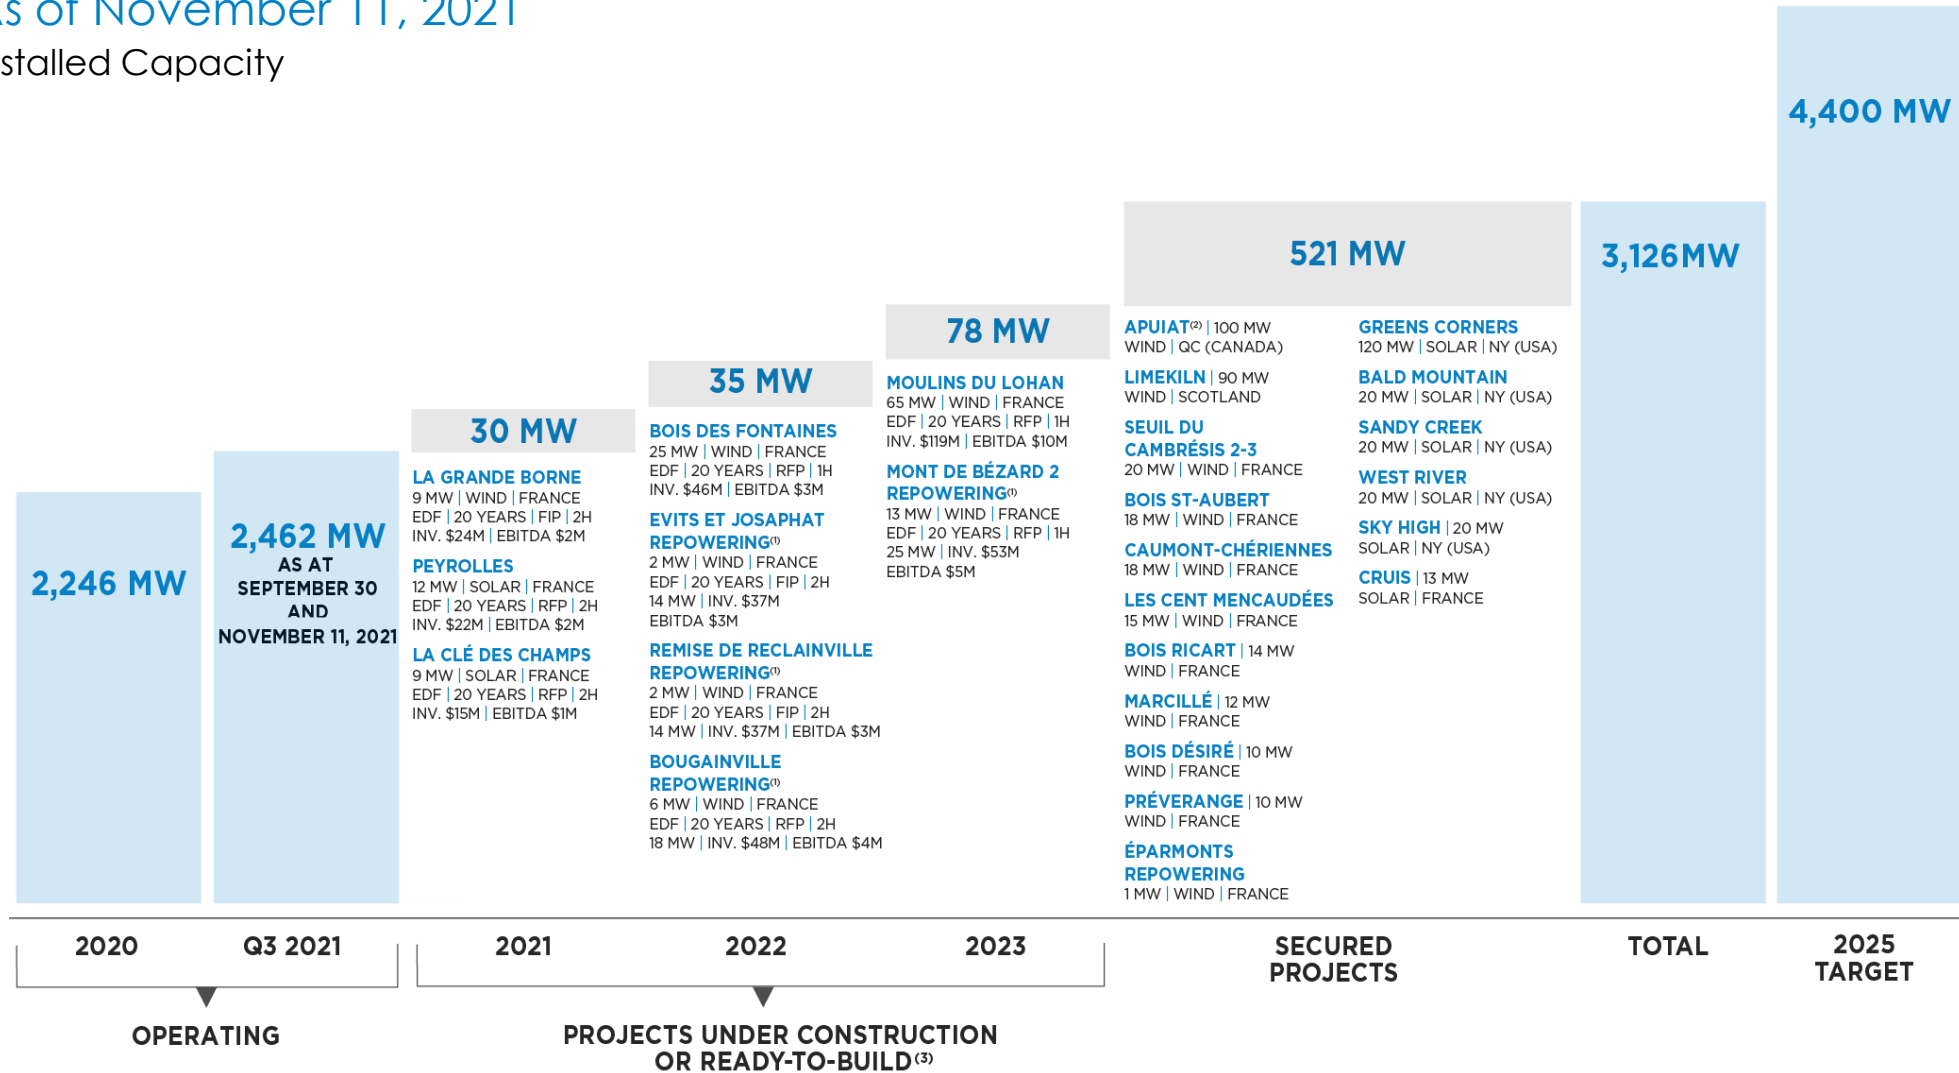 As of November 11, 2021
stalled Capacity
2,246 MW
2,462 MW
AS AT
SEPTEMBER 30
AND
NOVEMBER 11, 2021
30 MW
LA GRANDE BORNE
9 MW | WIND | FRANCE
EDF | 20 YEARS | FIP | 2H
INV. $24M | EBITDA $2M
PEYROLLES
12 MW | SOLAR | FRANCE
EDF | 20 YEARS | RFP | 2H
INV. $22M | EBITDA $2M
LA CLÉ DES CHAMPS
9 MW | SOLAR | FRANCE
EDF | 20 YEARS | RFP | 2H
INV. $15M | EBITDA $1M
35 MW
BOIS DES FONTAINES
25 MW | WIND | FRANCE
EDF | 20 YEARS | RFP | 1H
INV. $46M | EBITDA $3M
EVITS ET JOSAPHAT
REPOWERING(1)
2 MW | WIND | FRANCE
EDF | 20 YEARS | FIP | 2H
14 MW | INV. $37M
EBITDA $3M
REMISE DE RECLAINVILLE
REPOWERING(1)
2 MW | WIND | FRANCE
EDF | 20 YEARS | FIP | 2H
14 MW | INV. $37M | EBITDA $3M
BOUGAINVILLE
REPOWERING(1)
6 MW | WIND | FRANCE
EDF | 20 YEARS | RFP | 2H
18 MW | INV. $48M | EBITDA $4M
78 MW
MOULINS DU LOHAN
65 MW | WIND | FRANCE
EDF | 20 YEARS | RFP | 1H
INV. $119M | EBITDA $10M
MONT DE BÉZARD 2
REPOWERING(1)
13 MW | WIND | FRANCE
EDF | 20 YEARS | RFP | 1H
25 MW | INV. $53M
EBITDA $5M
521 MW
APUIAT(2) | 100 MW
WIND | QC (CANADA)
LIMEKILN | 90 MW
WIND | SCOTLAND
SEUIL DU
CAMBRÉSIS 2-3
20 MW | WIND | FRANCE
BOIS ST-AUBERT
18 MW | WIND | FRANCE
CAUMONT-CHÉRIENNES
18 MW | WIND | FRANCE
LES CENT MENCAUDÉES
15 MW | WIND | FRANCE
BOIS RICART | 14 MW
WIND | FRANCE
MARCILLÉ | 12 MW
WIND | FRANCE
BOIS DÉSIRÉ | 10 MW
WIND | FRANCE
PRÉVERANGE | 10 MW
WIND | FRANCE
ÉPARMONTS
REPOWERING
1 MW | WIND | FRANCE
GREENS CORNERS
120 MW | SOLAR | NY (USA)
BALD MOUNTAIN
20 MW | SOLAR | NY (USA)
SANDY CREEK
20 MW | SOLAR | NY (USA)
WEST RIVER
20 MW | SOLAR | NY (USA)
SKY HIGH | 20 MW
SOLAR | NY (USA)
CRUIS | 13 MW
SOLAR | FRANCE
3,126 MW
4,400 MW
2020
Q3 2021
2021
2022
2023
SECURED
PROJECTS
TOTAL
2025
TARGET
OPERATING
PROJECTS UNDER CONSTRUCTION
OR READY-TO-BUILD(3)